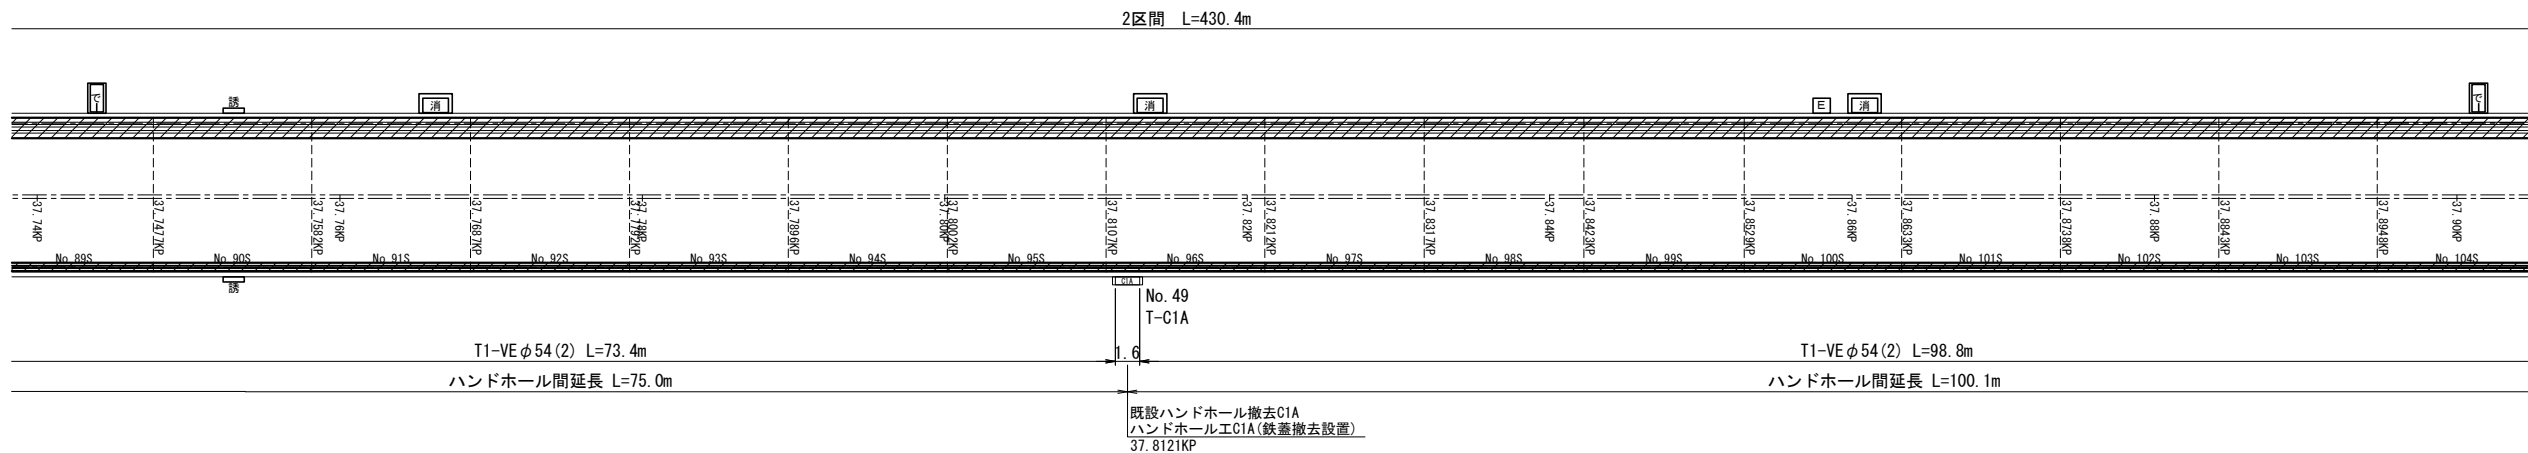 2区間 L=430.4m
で
誘
消
消
E
消
で
37.74KP
37.7477KP
37.7582KP
37.76KP
37.7687KP
37.7792KP
37.78KP
37.7896KP
37.80KP
37.8002KP
37.8107KP
37.82KP
37.8212KP
37.8317KP
37.84KP
37.8423KP
37.8529KP
37.86KP
37.8633KP
37.8738KP
37.88KP
37.8843KP
37.8948KP
37.90KP
No.89S
No.90S
No.91S
No.92S
No.93S
No.94S
No.95S
No.96S
No.97S
No.98S
No.99S
No.100S
No.101S
No.102S
No.103S
No.104S
誘
C1A
No.49
T-C1A
T1-VEφ54(2) L=73.4m
1.6
T1-VEφ54(2) L=98.8m
ハンドホール間延長 L=75.0m
ハンドホール間延長 L=100.1m
既設ハンドホール撤去C1A
ハンドホール工C1A(鉄蓋撤去設置)
37.8121KP